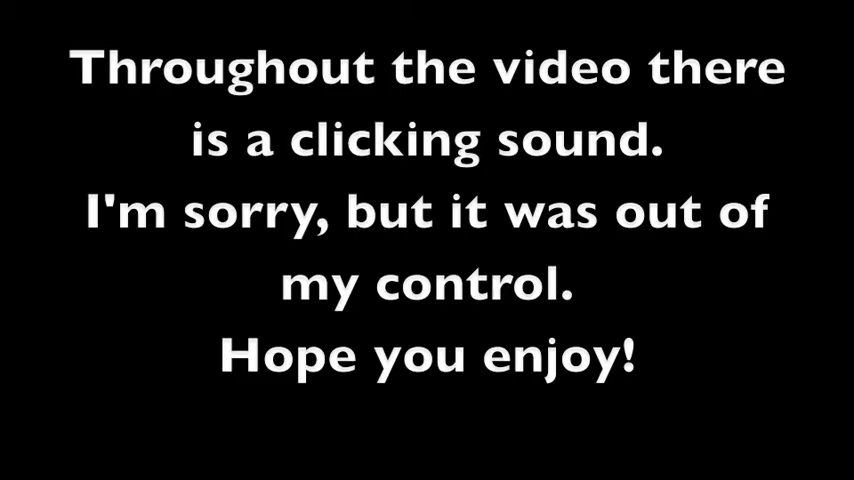 Throughout the video there
is a clicking sound.
I'm sorry, but it was out of
my control.
Hope you enjoy!